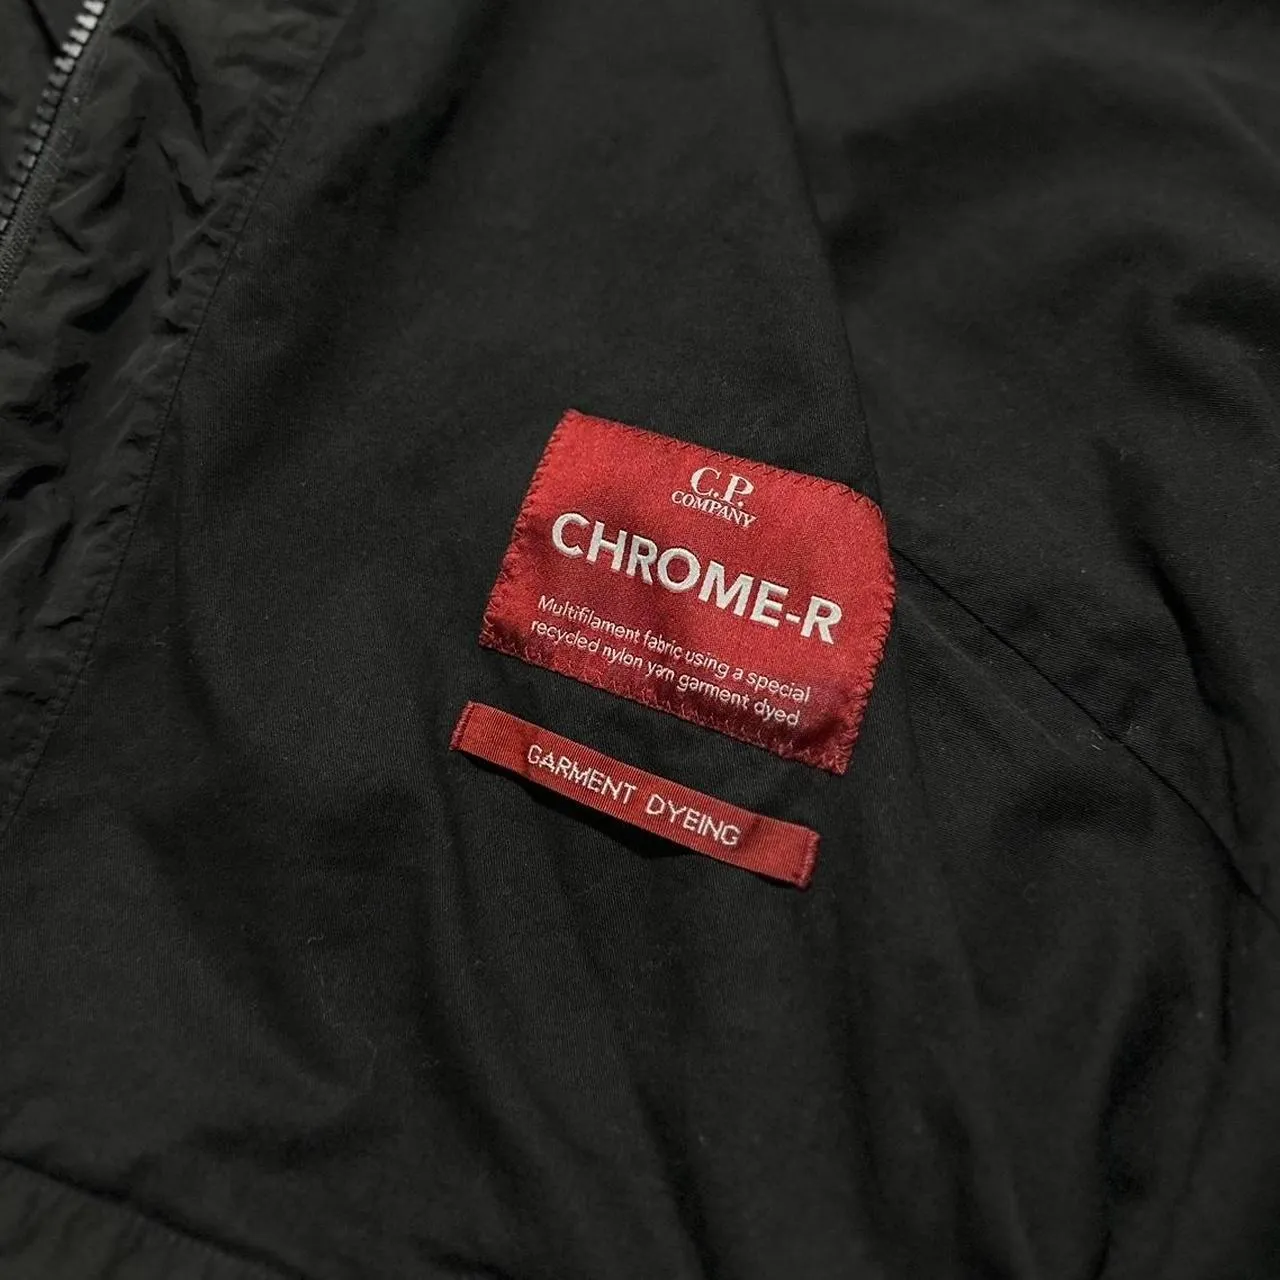 C.P.
COMPANY
CHROME-R
Multifilament fabric using a special
recycled nylon yarn garment dyed
GARMENT DYEING